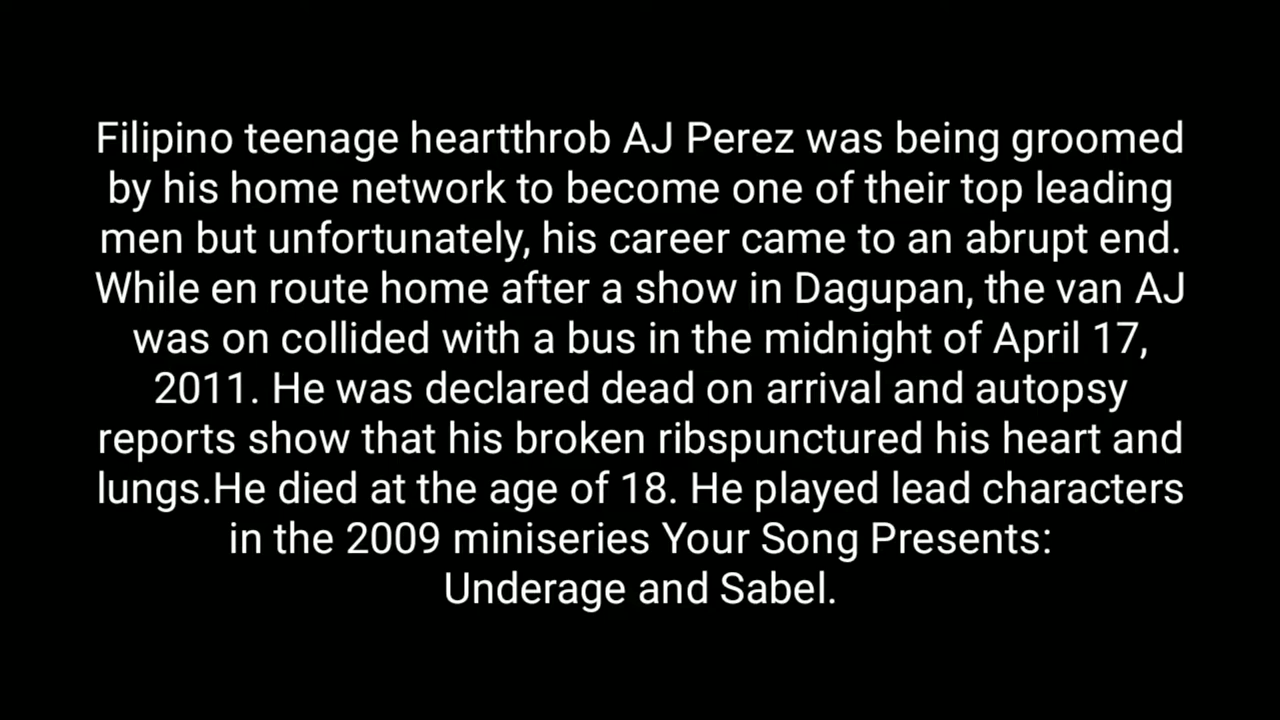 Filipino teenage heartthrob AJ Perez was being groomed
by his home network to become one of their top leading
men but unfortunately, his career came to an abrupt end.
While en route home after a show in Dagupan, the van AJ
was on collided with a bus in the midnight of April 17,
2011. He was declared dead on arrival and autopsy
reports show that his broken ribspunctured his heart and
lungs.He died at the age of 18. He played lead characters
in the 2009 miniseries Your Song Presents:
Underage and Sabel.